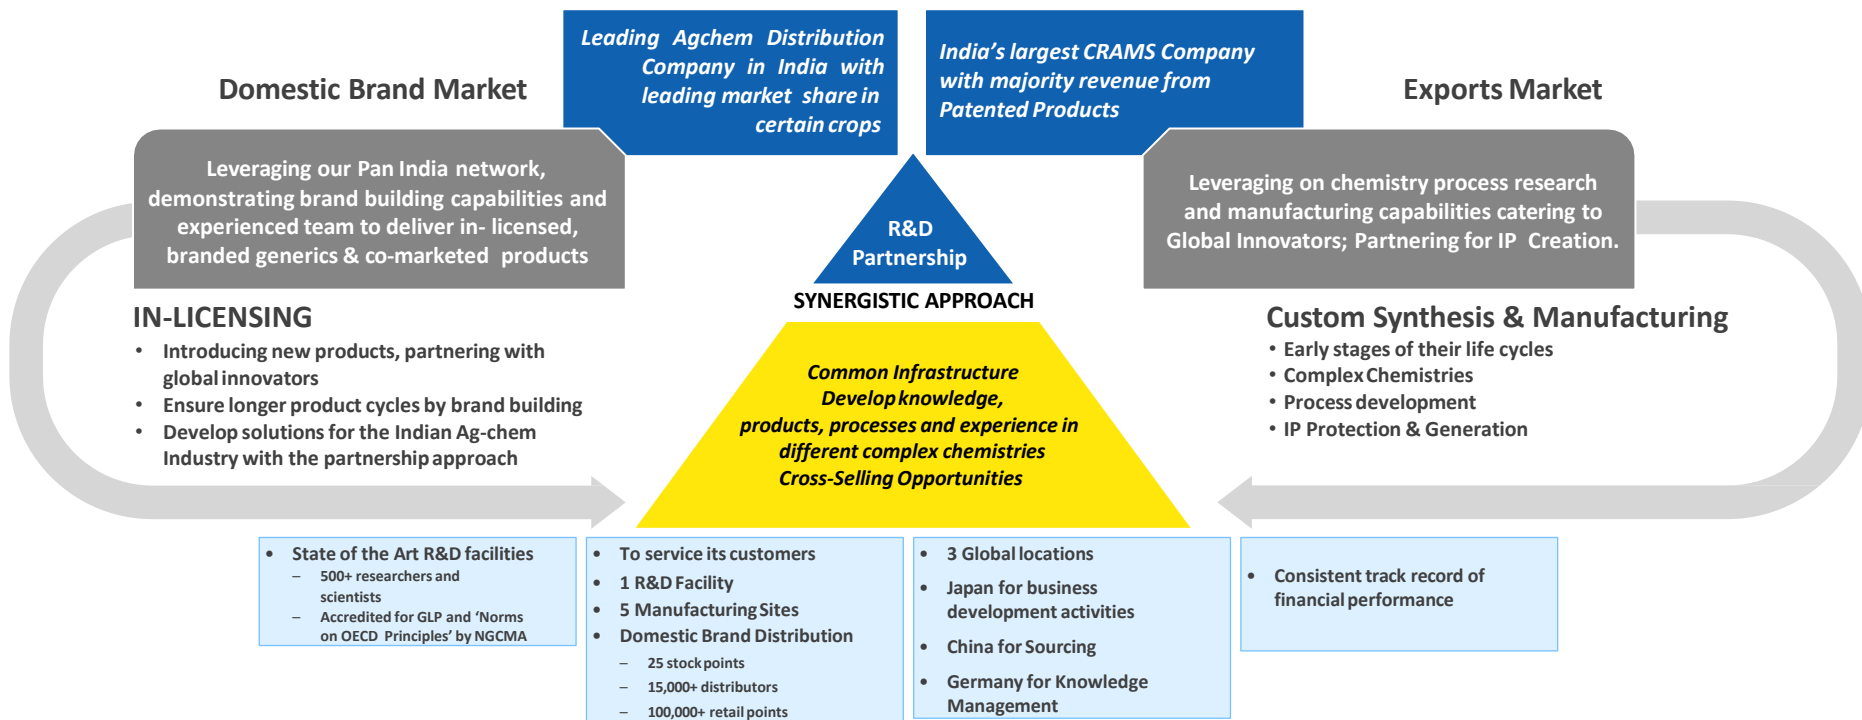 Domestic Brand Market
Leading Agchem Distribution
Company in India with
leading market share in
certain crops
India's largest CRAMS Company
with majority revenue from
Patented Products
Exports Market
Leveraging our Pan India network,
demonstrating brand building capabilities and
experienced team to deliver in- licensed,
branded generics & co-marketed products
R&D
Partnership
Leveraging on chemistry process research
and manufacturing capabilities catering to
Global Innovators; Partnering for IP Creation.
SYNERGISTIC APPROACH
IN-LICENSING
• Introducing new products, partnering with
global innovators
• Ensure longer product cycles by brand building
• Develop solutions for the Indian Ag-chem
Industry with the partnership approach
Common Infrastructure
Develop knowledge,
products, processes and experience in
different complex chemistries
Cross-Selling Opportunities
Custom Synthesis & Manufacturing
• Early stages of their life cycles
• Complex Chemistries
• Process development
• IP Protection & Generation
• State of the Art R&D facilities
– 500+ researchers and
scientists
– Accredited for GLP and ‘Norms
on OECD Principles’ by NGCMA
• To service its customers
• 1 R&D Facility
• 5 Manufacturing Sites
• Domestic Brand Distribution
– 25 stock points
– 15,000+ distributors
– 100,000+ retail points
• 3 Global locations
• Japan for business
development activities
• China for Sourcing
• Germany for Knowledge
Management
• Consistent track record of
financial performance